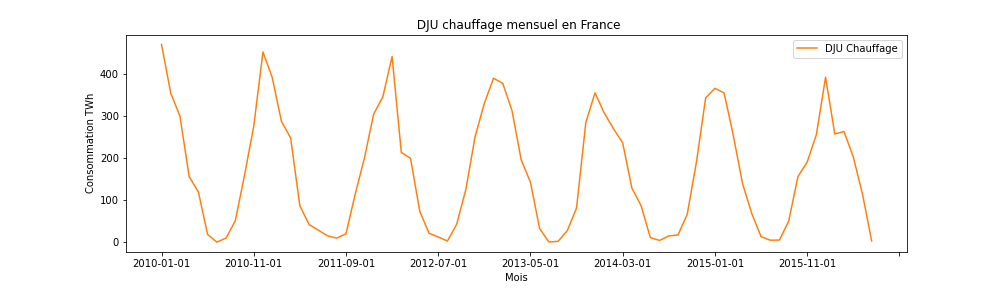 DJU chauffage mensuel en France
DJU Chauffage
Consommation TWh
400
300
200
100
0
2010-01-01 2010-11-01 2011-09-01 2012-07-01 2013-05-01 2014-03-01 2015-01-01 2015-11-01
Mois